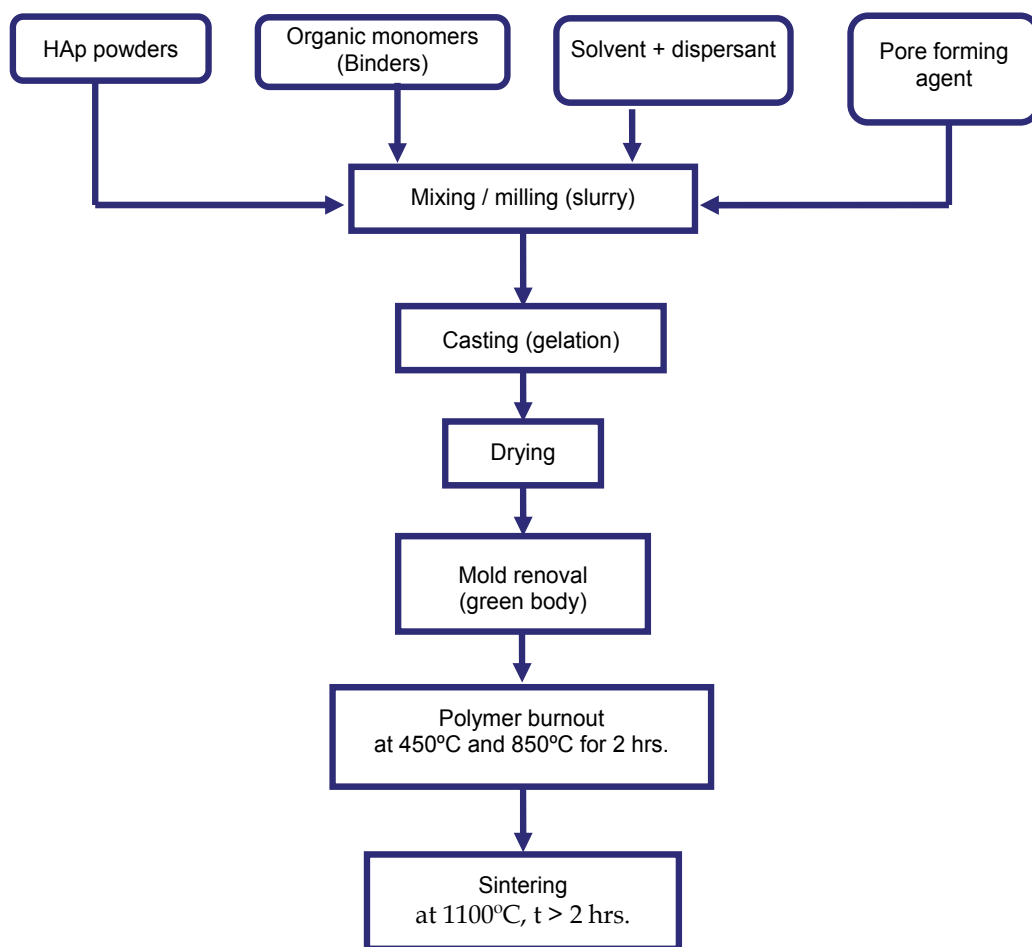 HAp powders
Organic monomers
(Binders)
Solvent + dispersant
Pore forming
agent
Mixing / milling (slurry)
Casting (gelation)
Drying
Mold renoval
(green body)
Polymer burnout
at 450ºC and 850ºC for 2 hrs.
Sintering
at 1100ºC, t > 2 hrs.